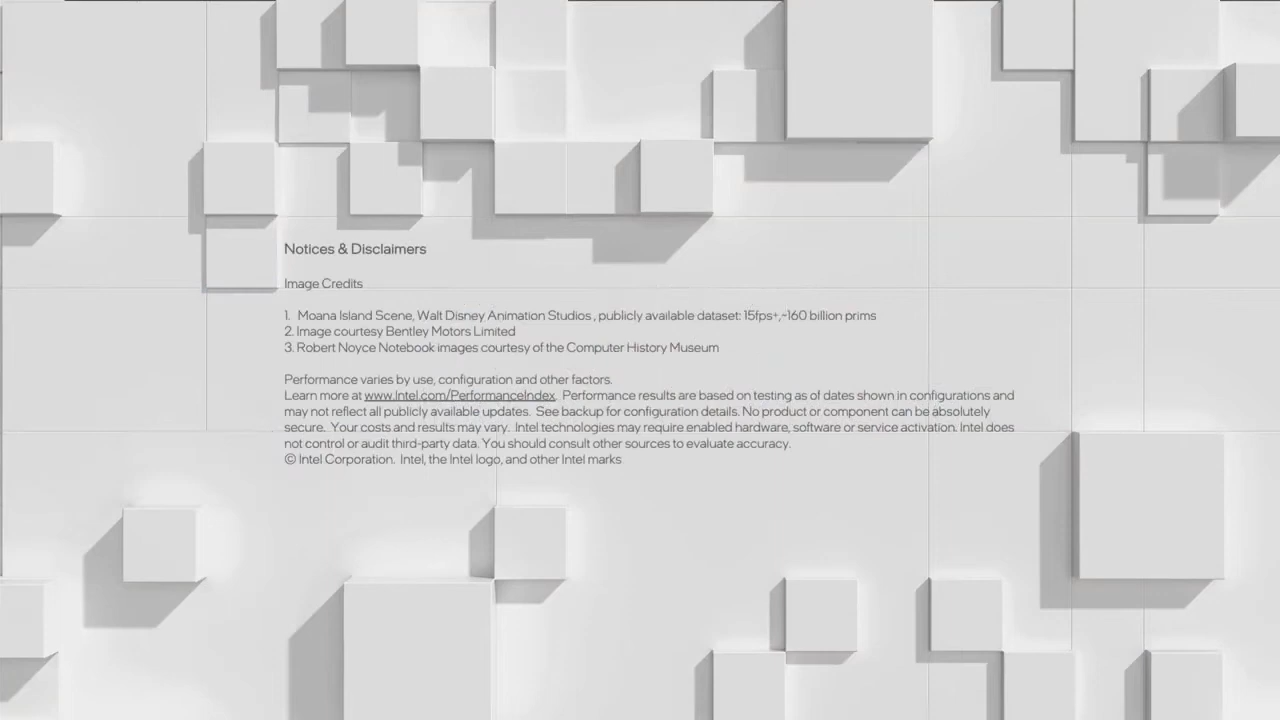 Notices & Disclaimers
Image Credits
1. Moana Island Scene, Walt Disney Animation Studios , publicly available dataset: 15fps+,~160 billion prims
2. Image courtesy Bentley Motors Limited
3. Robert Noyce Notebook images courtesy of the Computer History Museum
Performance varies by use, configuration and other factors.
Learn more at www.Intel.com/PerformanceIndex. Performance results are based on testing as of dates shown in configurations and
may not reflect all publicly available updates. See backup for configuration details. No product or component can be absolutely
secure. Your costs and results may vary. Intel technologies may require enabled hardware, software or service activation. Intel does
not control or audit third-party data. You should consult other sources to evaluate accuracy.
© Intel Corporation. Intel, the Intel logo, and other Intel marks